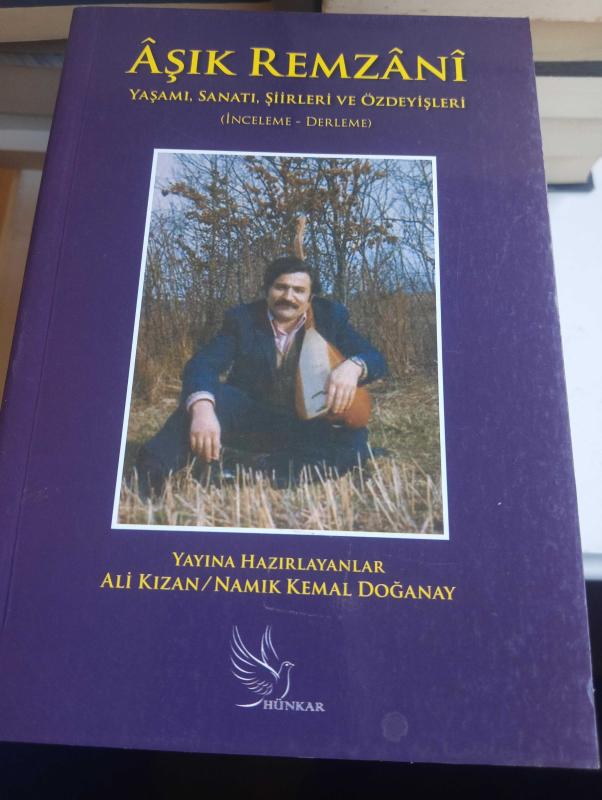 ÂŞIK REMZÂNÎ
YAŞAMI, SANATI, ŞİİRLERİ VE ÖZDEYİŞLERİ
(İNCELEME - DERLEME)
YAYINA HAZIRLAYANLAR
ALİ KIZAN/NAMIK KEMAL DOĞANAY
HÜNKAR